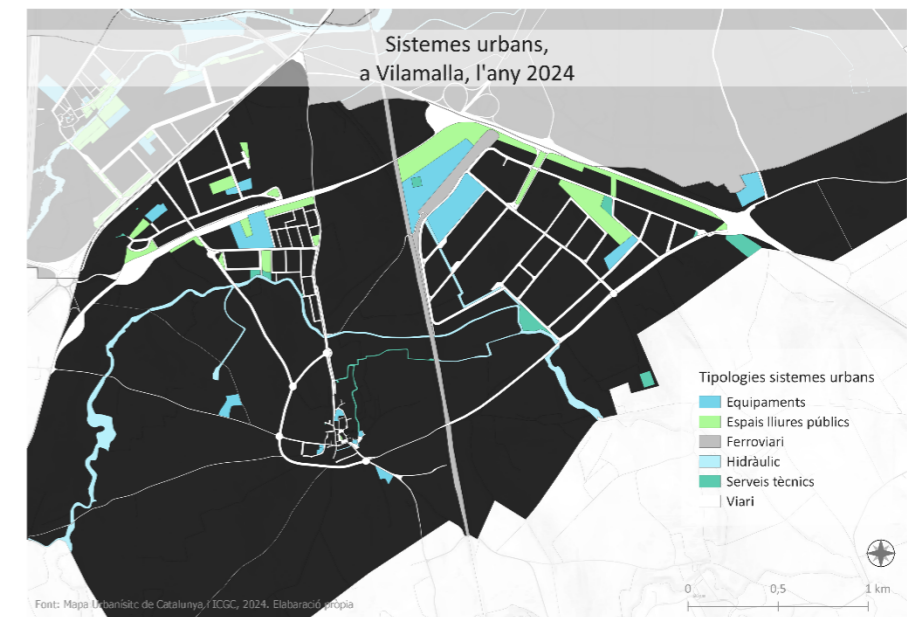 Sistemes urbans,
a Vilamalla, l'any 2024
Tipologies sistemes urbans
Equipaments
Espais lliures públics
Ferroviari
Hidràulic
Serveis tècnics
Viari
0 0,5 1 km
Font: Mapa Urbanísitc de Catalunya i ICGC, 2024. Elabaració pròpia